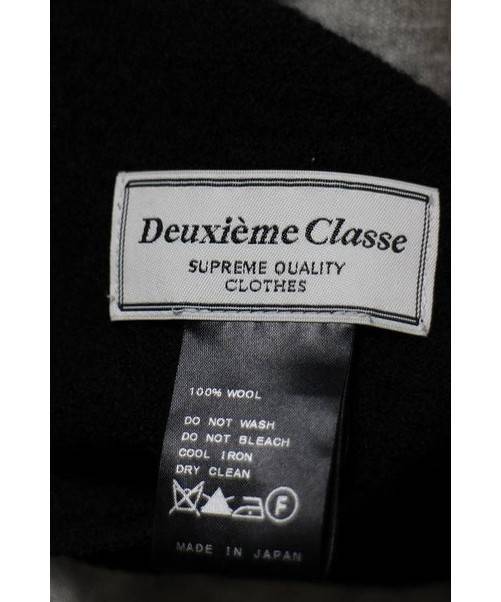 Deuxième Classe
SUPREME QUALITY
CLOTHES
100% WOOL
DO NOT WASH
DO NOT BLEACH
COOL IRON
DRY CLEAN
F
MADE IN JAPAN